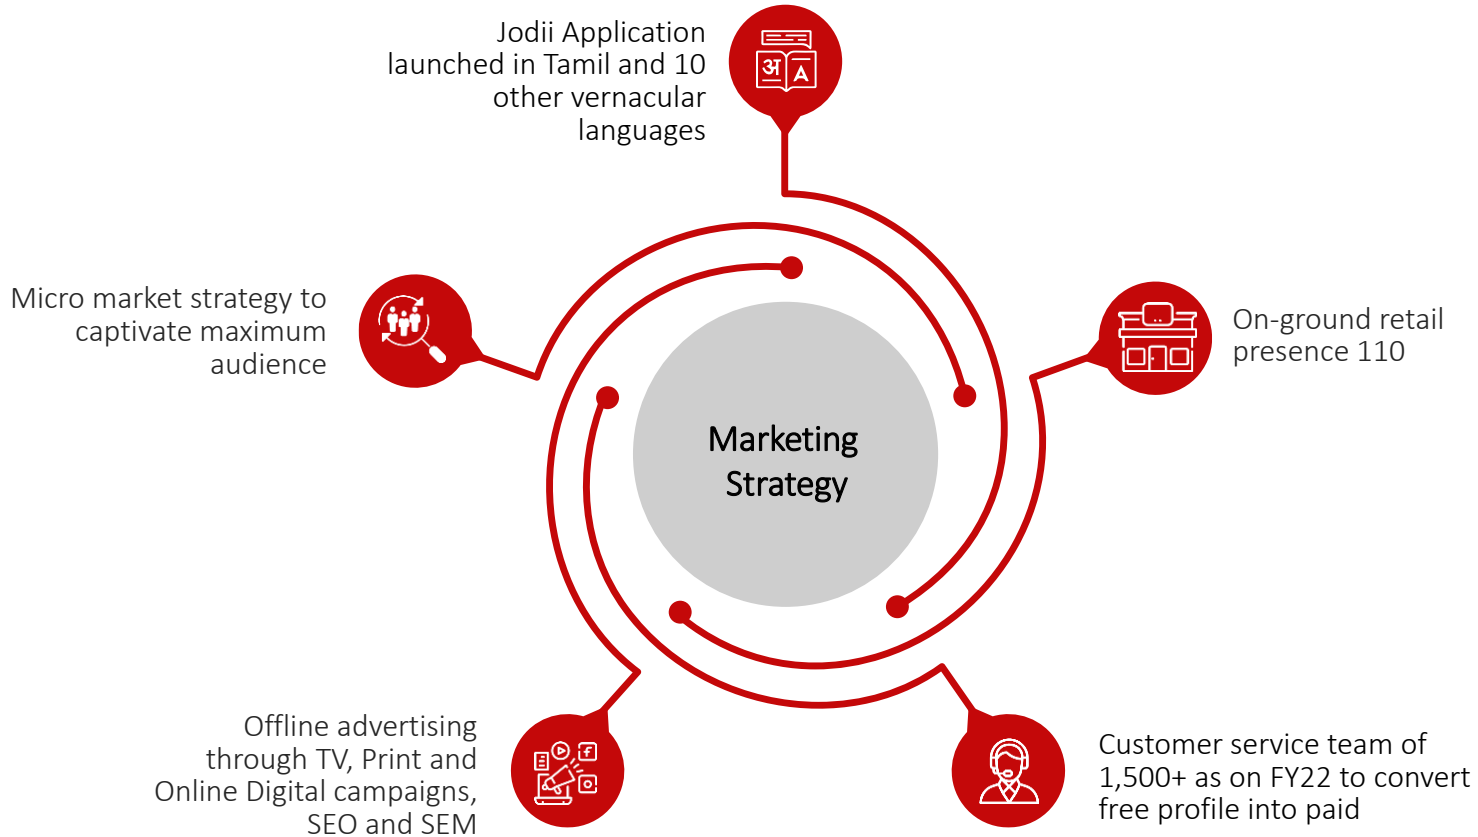 Jodii Application
launched in Tamil and 10
other vernacular
languages
अ A
Micro market strategy to
captivate maximum
audience
On-ground retail
presence 110
Marketing
Strategy
Offline advertising
through TV, Print and
Online Digital campaigns,
SEO and SEM
Customer service team of
1,500+ as on FY22 to convert
free profile into paid